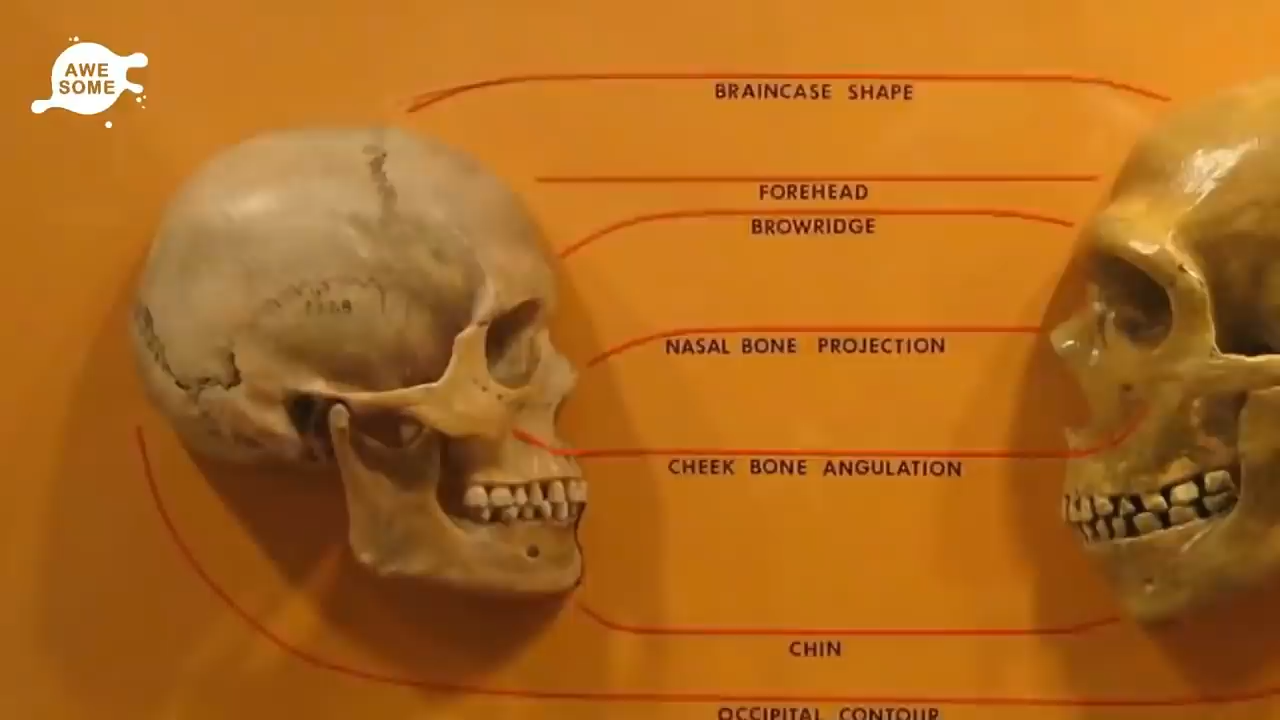 AWE
SOME
BRAINCASE SHAPE
FOREHEAD
BROWRIDGE
NASAL BONE PROJECTION
CHEEK BONE ANGULATION
CHIN
OCCIPITAL CONTOUR